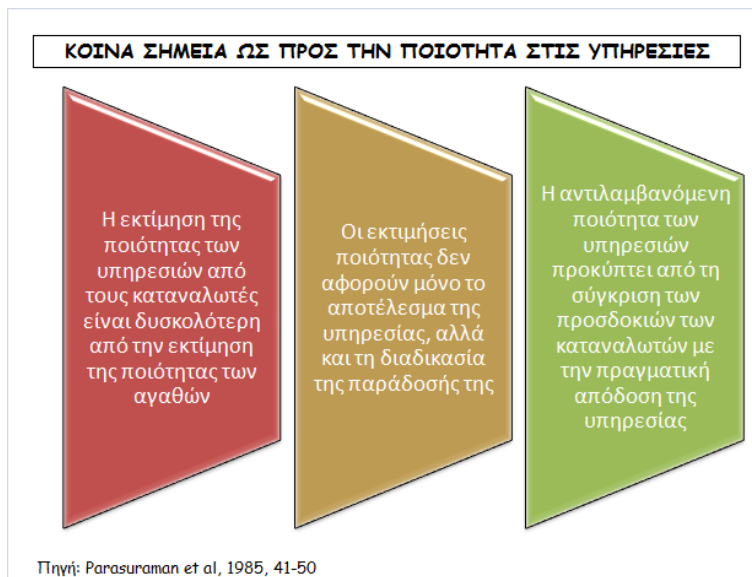 ΚΟΙΝΑ ΣΗΜΕΙΑ ΩΣ ΠΡΟΣ ΤΗΝ ΠΟΙΟΤΗΤΑ ΣΤΙΣ ΥΠΗΡΕΣΙΕΣ
Η εκτίμηση της
ποιότητας των
υπηρεσιών από
τους καταναλωτές
είναι δυσκολότερη
από την εκτίμηση
της ποιότητας των
αγαθών
Οι εκτιμήσεις
ποιότητας δεν
αφορούν μόνο το
αποτέλεσμα της
υπηρεσίας, αλλά
και τη διαδικασία
της παράδοσής της
Η αντιλαμβανόμενη
ποιότητα των
υπηρεσιών
προκύπτει από τη
σύγκριση των
προσδοκιών των
καταναλωτών με
την πραγματική
απόδοση της
υπηρεσίας
Πηγή: Parasuraman et al, 1985, 41-50